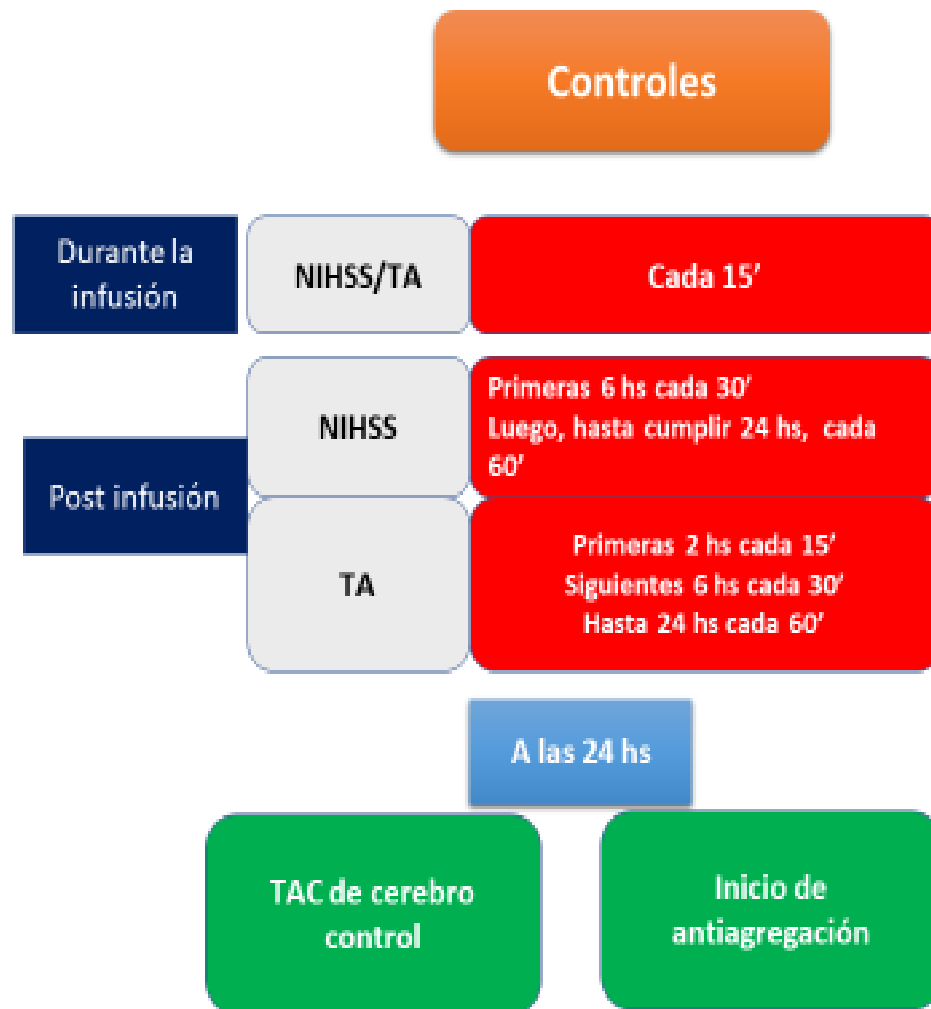 Controles
Durante la
infusión
NIHSS/TA
Cada 15'
Post infusión
NIHSS
Primeras 6 hs cada 30'
Luego, hasta cumplir 24 hs, cada
60'
TA
Primeras 2 hs cada 15'
Siguientes 6 hs cada 30'
Hasta 24 hs cada 60'
A las 24 hs
TAC de cerebro
control
Inicio de
antiagregación